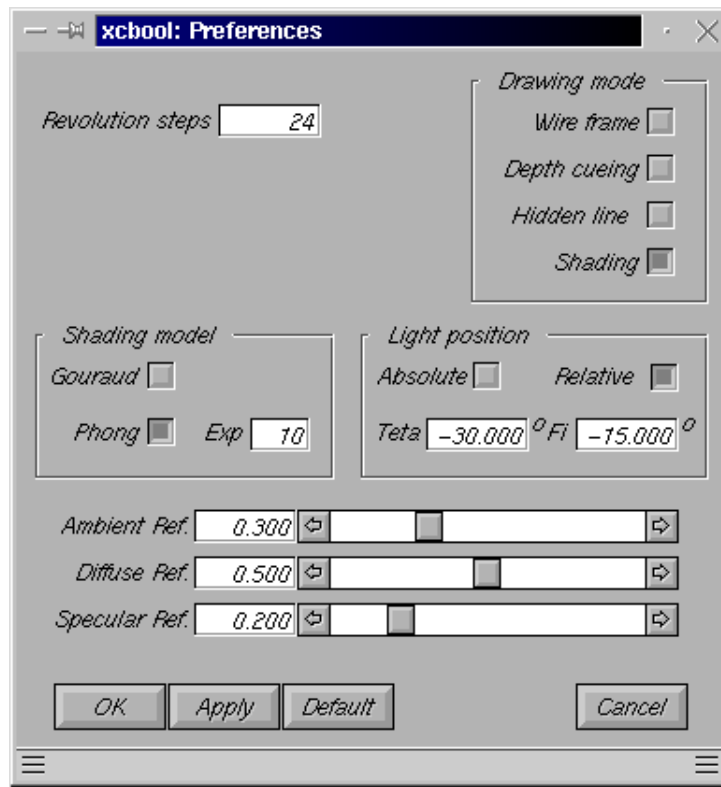 xcbool: Preferences
Revolution steps 24
Drawing mode
Wire frame
Depth cueing
Hidden line
Shading
Shading model
Gouraud
Phong Exp 10
Light position
Absolute Relative
Teta -30.000 o Fi -15.000 o
Ambient Ref. 0.300
Diffuse Ref. 0.500
Specular Ref. 0.200
OK Apply Default Cancel